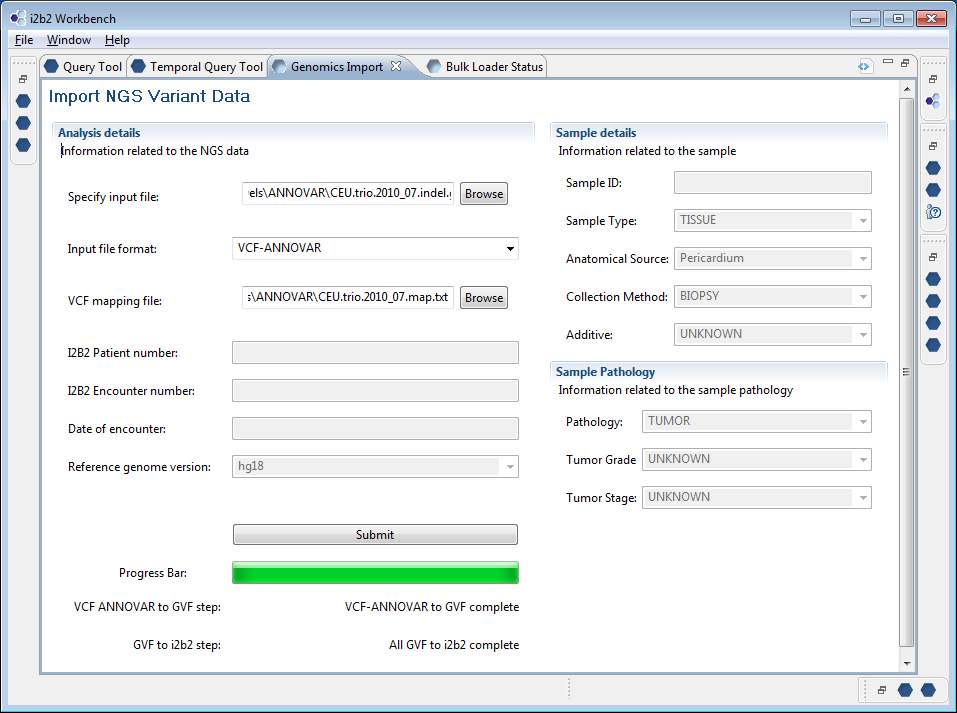 i2b2 Workbench
File Window Help
Query Tool Temporal Query Tool Genomics Import Bulk Loader Status
Import NGS Variant Data
Analysis details
Information related to the NGS data
Specify input file: els\ANNOVAR\CEU.trio.2010_07.indel. Browse
Input file format: VCF-ANNOVAR
VCF mapping file: \ANNOVAR\CEU.trio.2010_07.map.txt Browse
I2B2 Patient number:
I2B2 Encounter number:
Date of encounter:
Reference genome version: hg18
Submit
Progress Bar:
VCF ANNOVAR to GVF step: VCF-ANNOVAR to GVF complete
GVF to i2b2 step: All GVF to i2b2 complete
Sample details
Information related to the sample
Sample ID:
Sample Type: TISSUE
Anatomical Source: Pericardium
Collection Method: BIOPSY
Additive: UNKNOWN
Sample Pathology
Information related to the sample pathology
Pathology: TUMOR
Tumor Grade UNKNOWN
Tumor Stage: UNKNOWN